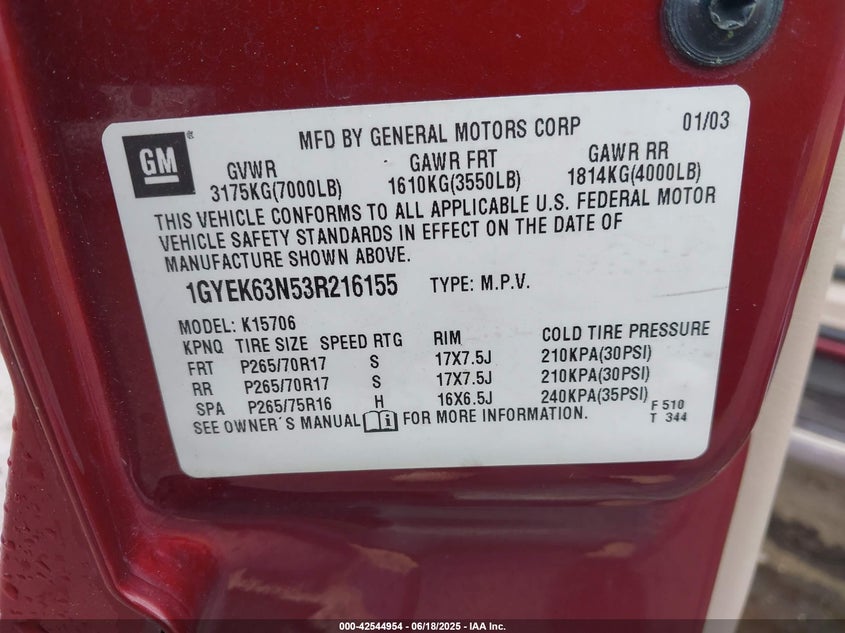 GM
MFD BY GENERAL MOTORS CORP 01/03
GVWR GAWR FRT GAWR RR
3175KG(7000LB) 1610KG(3550LB) 1814KG(4000LB)
THIS VEHICLE CONFORMS TO ALL APPLICABLE U.S. FEDERAL MOTOR
VEHICLE SAFETY STANDARDS IN EFFECT ON THE DATE OF
MANUFACTURE SHOWN ABOVE.
1GYEK63N53R216155 TYPE: M.P.V.
MODEL: K15706
KPNQ TIRE SIZE SPEED RTG RIM COLD TIRE PRESSURE
FRT P265/70R17 S 17X7.5J 210KPA(30PSI)
RR P265/70R17 S 17X7.5J 210KPA(30PSI)
SPA P265/75R16 H 16X6.5J 240KPA(35PSI)
SEE OWNER'S MANUAL FOR MORE INFORMATION.
F 510
T 344
000-42544954 - 06/18/2025 - IAA Inc.